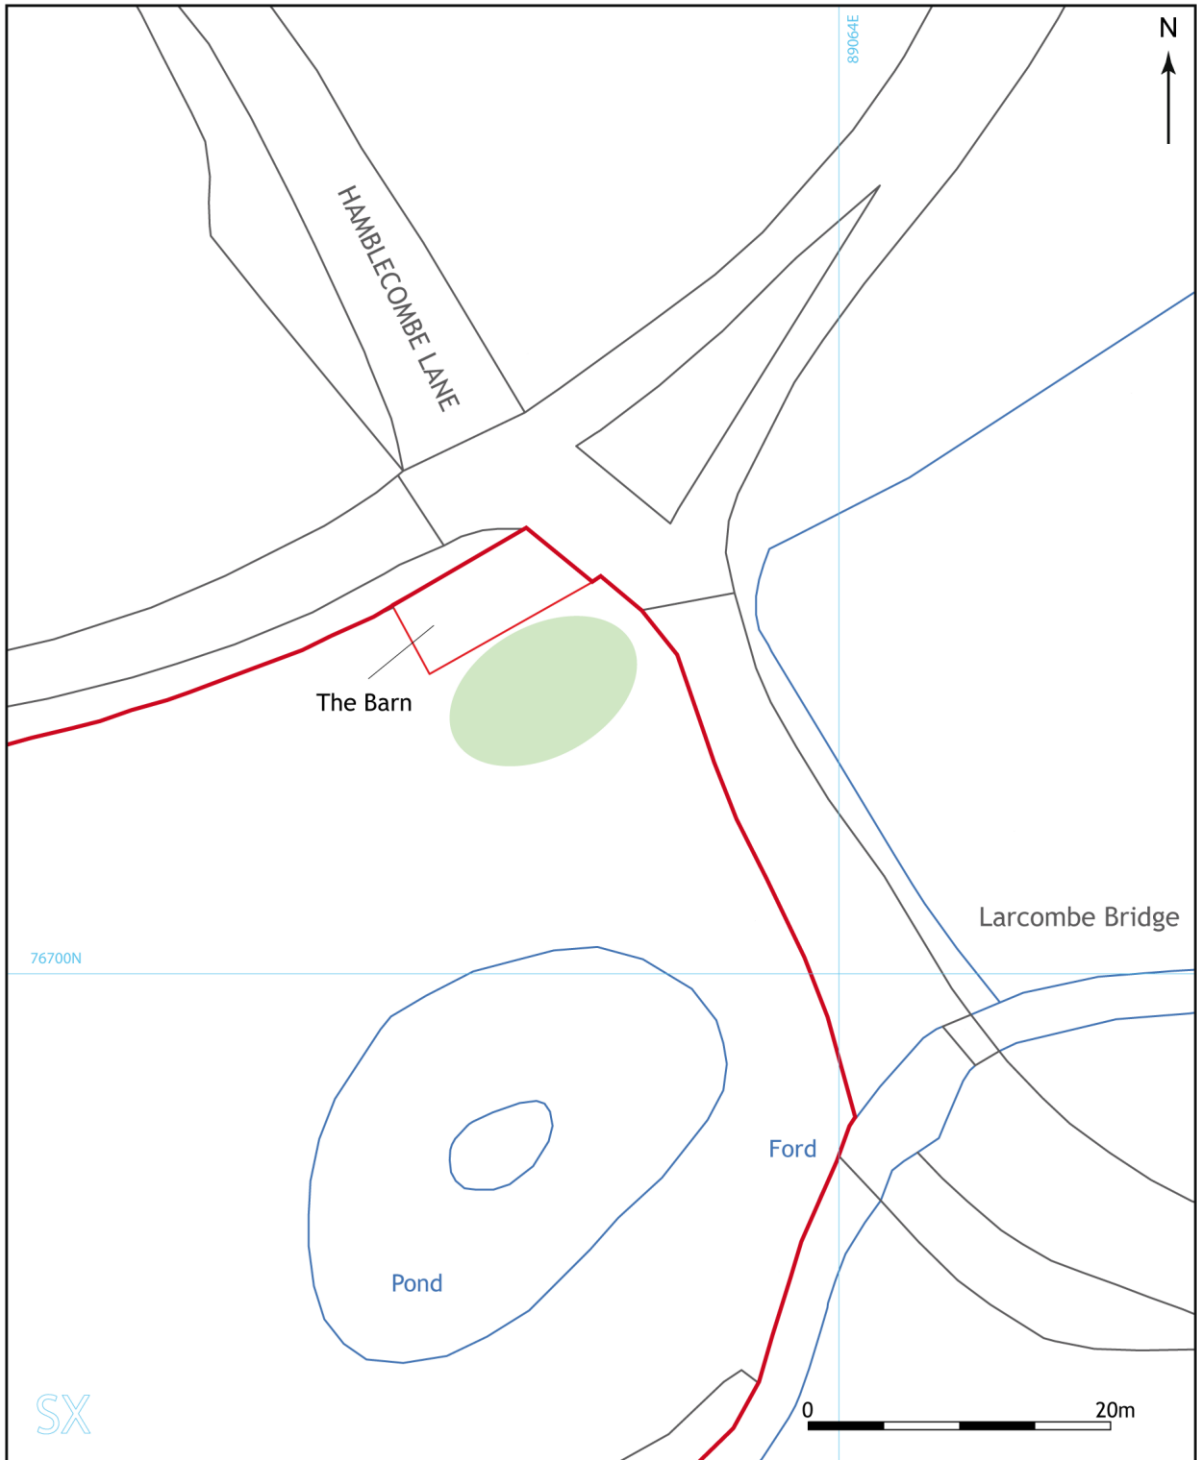 89064E
N
HAMBLECOMBE LANE
The Barn
Larcombe Bridge
76700N
Ford
Pond
SX
0 20m